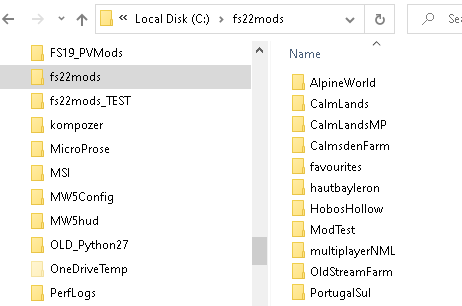 Local Disk (C:) > fs22mods
Sear
FS19_PVMods
fs22mods
fs22mods_TEST
kompozer
MicroProse
MSI
MW5Config
MW5hud
OLD_Python27
OneDriveTemp
PerfLogs
Name
AlpineWorld
CalmLands
CalmLandsMP
CalmsdenFarm
favourites
hautbayleron
HobosHollow
ModTest
multiplayerNML
OldStreamFarm
PortugalSul